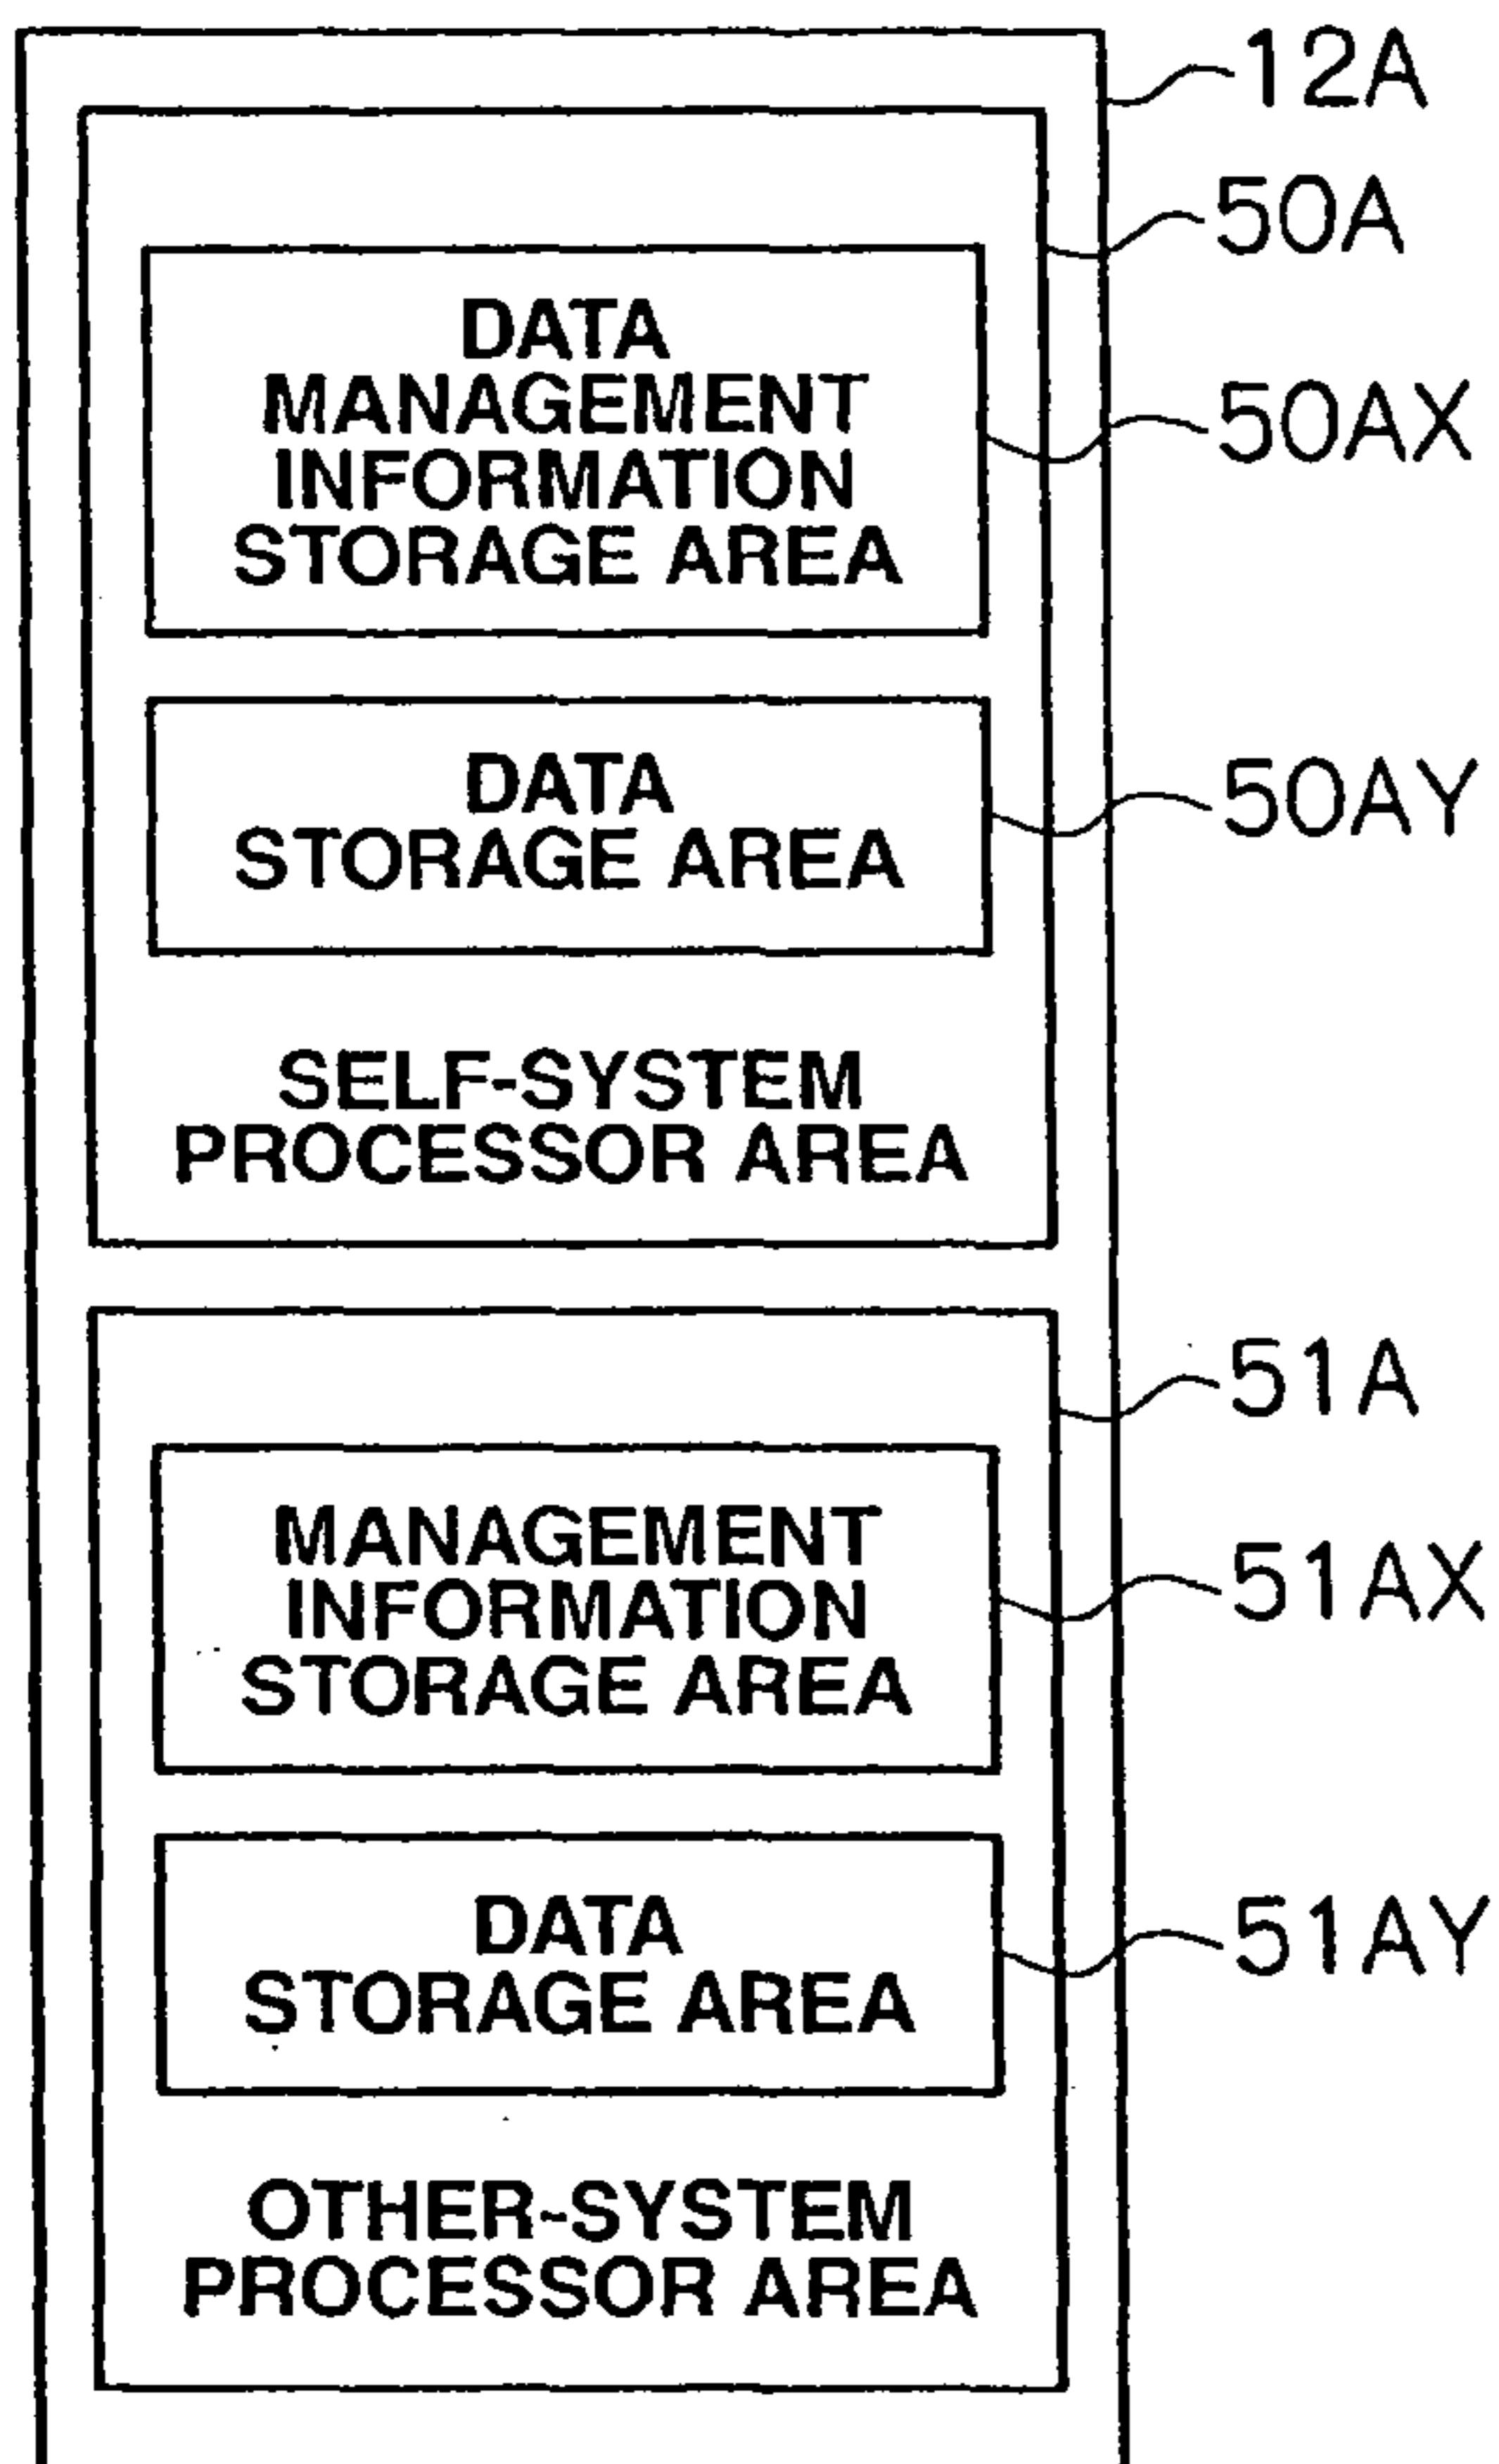 12A
50A
DATA
MANAGEMENT
INFORMATION
STORAGE AREA
50AX
DATA
STORAGE AREA
50AY
SELF-SYSTEM
PROCESSOR AREA
51A
MANAGEMENT
INFORMATION
STORAGE AREA
51AX
DATA
STORAGE AREA
51AY
OTHER-SYSTEM
PROCESSOR AREA